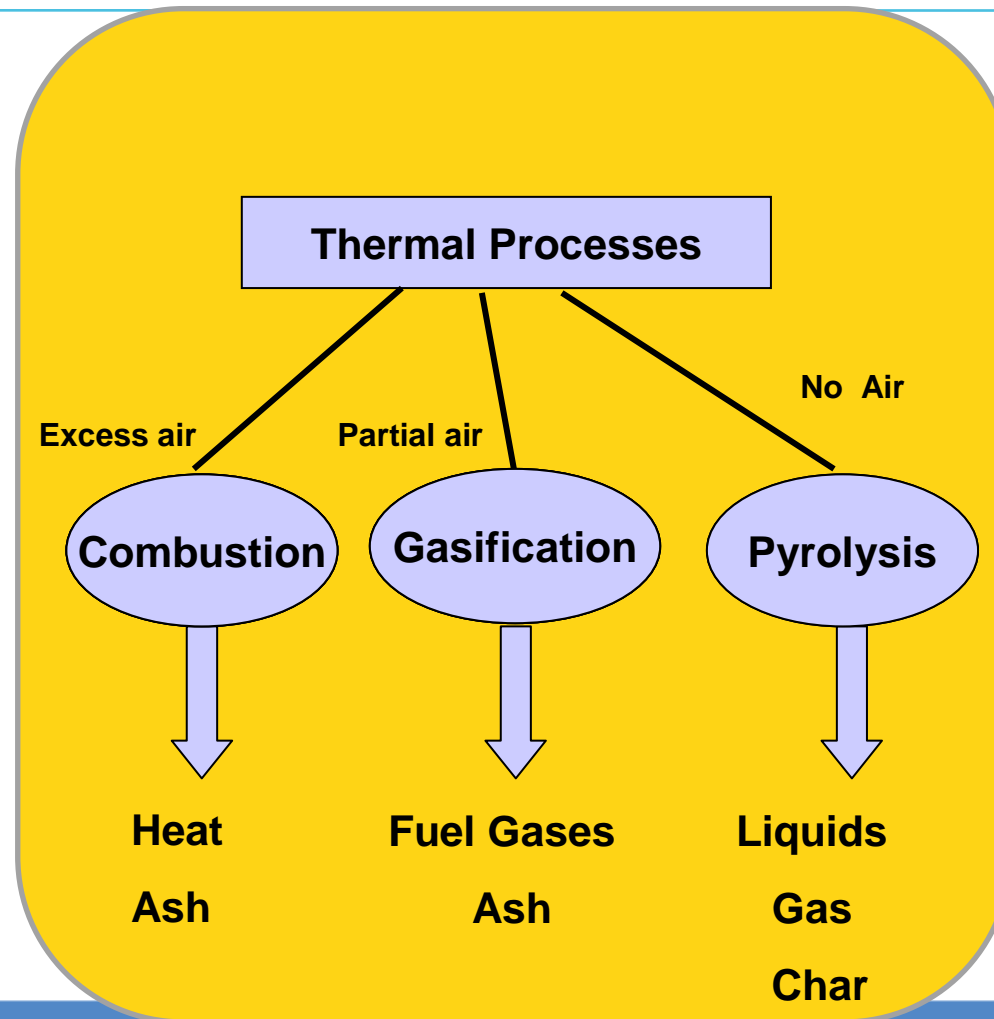 Thermal Processes
No Air
Excess air
Partial air
Combustion
Gasification
Pyrolysis
Heat
Fuel Gases
Liquids
Ash
Ash
Gas
Char